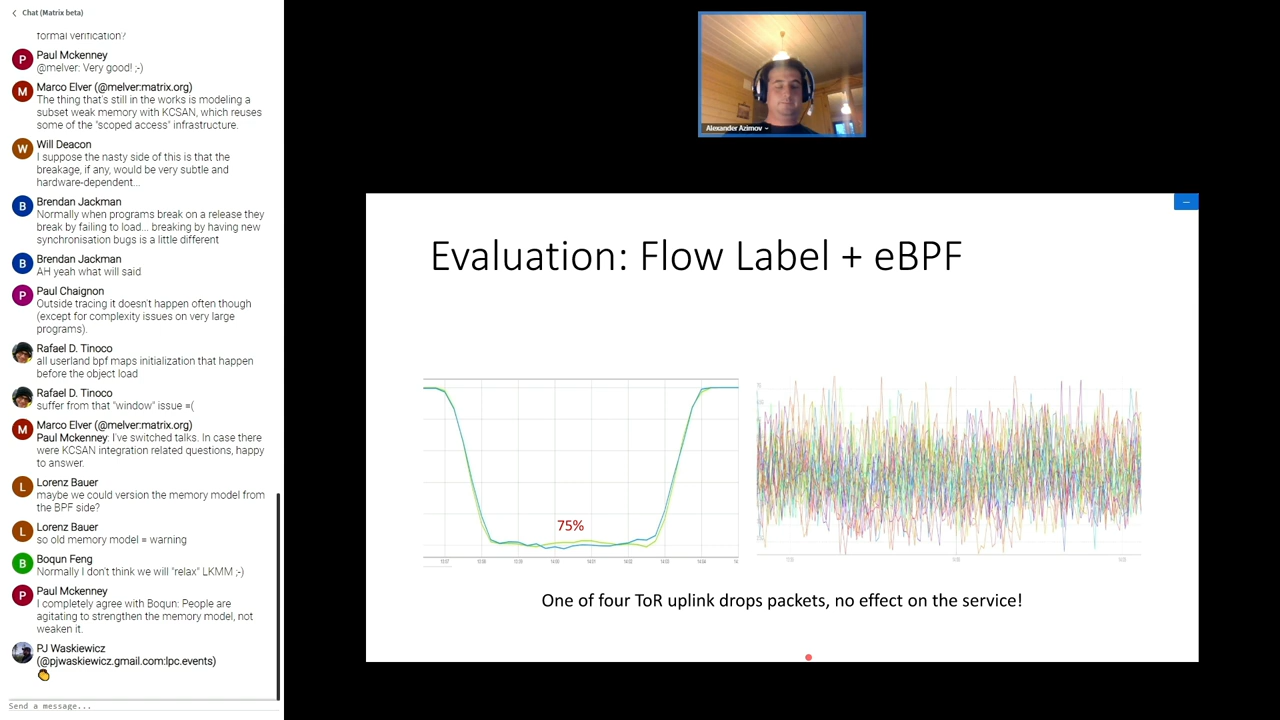 Chat (Matrix beta)
formal verification?
P
Paul Mckenney
@melver: Very good! ;-)
M
Marco Elver (@melver:matrix.org)
The thing that's still in the works is modeling a
subset weak memory with KCSAN, which reuses
some of the "scoped access" infrastructure.
W
Will Deacon
I suppose the nasty side of this is that the
breakage, if any, would be very subtle and
hardware-dependent...
B
Brendan Jackman
Normally when programs break on a release they
break by failing to load... breaking by having new
synchronisation bugs is a little different
B
Brendan Jackman
AH yeah what will said
P
Paul Chaignon
Outside tracing it doesn't happen often though
(except for complexity issues on very large
programs).
Rafael D. Tinoco
all userland bpf maps initialization that happen
before the object load
Rafael D. Tinoco
suffer from that "window" issue =(
M
Marco Elver (@melver:matrix.org)
Paul Mckenney: I've switched talks. In case there
were KCSAN integration related questions, happy
to answer.
L
Lorenz Bauer
maybe we could version the memory model from
the BPF side?
L
Lorenz Bauer
so old memory model = warning
B
Boqun Feng
Normally I don't think we will "relax" LKMM ;-)
P
Paul Mckenney
I completely agree with Boqun: People are
agitating to strengthen the memory model, not
weaken it.
PJ Waskiewicz
(@pjwaskiewicz.gmail.com:lpc.events)
Send a message...
Alexander Azimov
Evaluation: Flow Label + eBPF
75%
One of four ToR uplink drops packets, no effect on the service!